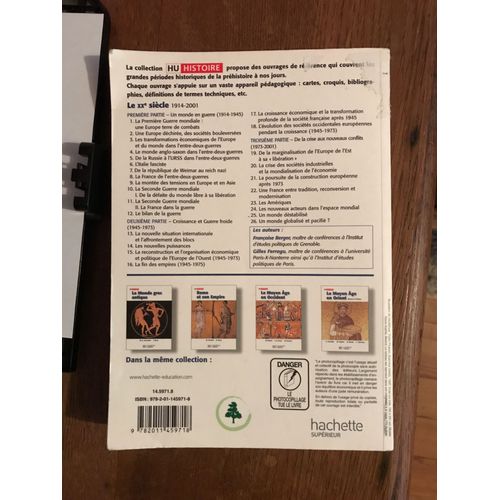 La collection HU HISTOIRE propose des ouvrages de référence qui couvrent les
grandes périodes historiques de la préhistoire à nos jours.
Chaque ouvrage s'appuie sur un vaste appareil pédagogique : cartes, croquis, bibliogra-
phies, définitions de termes techniques, etc.
Le XXe siècle 1914-2001
PREMIÈRE PARTIE – Un monde en guerre (1914-1945)
1. La Première Guerre mondiale :
une Europe terre de combats
2. Une Europe déchirée, des sociétés bouleversées
3. Les transformations économiques de l'Europe
et du monde dans l'entre-deux-guerres
4. Le monde anglo-saxon dans l'entre-deux-guerres
5. De la Russie à l'URSS dans l'entre-deux-guerres
6. L'Italie fasciste
7. De la république de Weimar au reich nazi
8. La France de l'entre-deux-guerres
9. La montée des tensions en Europe et en Asie
10. La Seconde Guerre mondiale
I. De la défaite du monde libre à sa libération
11. La Seconde Guerre mondiale
II. La France dans la guerre
12. Le bilan de la guerre
DEUXIÈME PARTIE – Croissance et Guerre froide
(1945-1973)
13. La nouvelle situation internationale
et l'affrontement des blocs
14. Les nouvelles puissances
15. La reconstruction et l'organisation économique
et politique de l'Europe de l'Ouest (1945-1973)
16. La fin des empires (1945-1975)
17. La croissance économique et la transformation
profonde de la société française après 1945
18. L'évolution des sociétés occidentales européennes
pendant la croissance (1945-1973)
TROISIÈME PARTIE – De la crise aux nouveaux conflits
(1973-2001)
19. De la marginalisation de l'Europe de l'Est
à sa « libération »
20. La crise des sociétés industrielles
et la mondialisation de l'économie
21. La poursuite de la construction européenne
après 1973
22. Une France entre tradition, reconversion et
modernisation
23. Les Amériques
24. Les nouveaux acteurs dans l'espace mondial
25. Un monde déstabilisé
26. Un monde globalisé et pacifié ?
Les auteurs :
Françoise Berger, maître de conférences à l'Institut
d'études politiques de Grenoble.
Gilles Ferragu, maître de conférences à l'université
Paris-X-Nanterre ainsi qu'à l'Institut d'études
politiques de Paris.
Le Monde grec
antique
Rome
et son Empire
Le Moyen Âge
en Occident
Le Moyen Âge
en Orient
Dans la même collection :
www.hachette-education.com
14.5971.8
ISBN : 978-2-01-145971-8
9 782011 459718
DANGER
LE
PHOTOCOPILLAGE
TUE LE LIVRE
hachette
SUPÉRIEUR